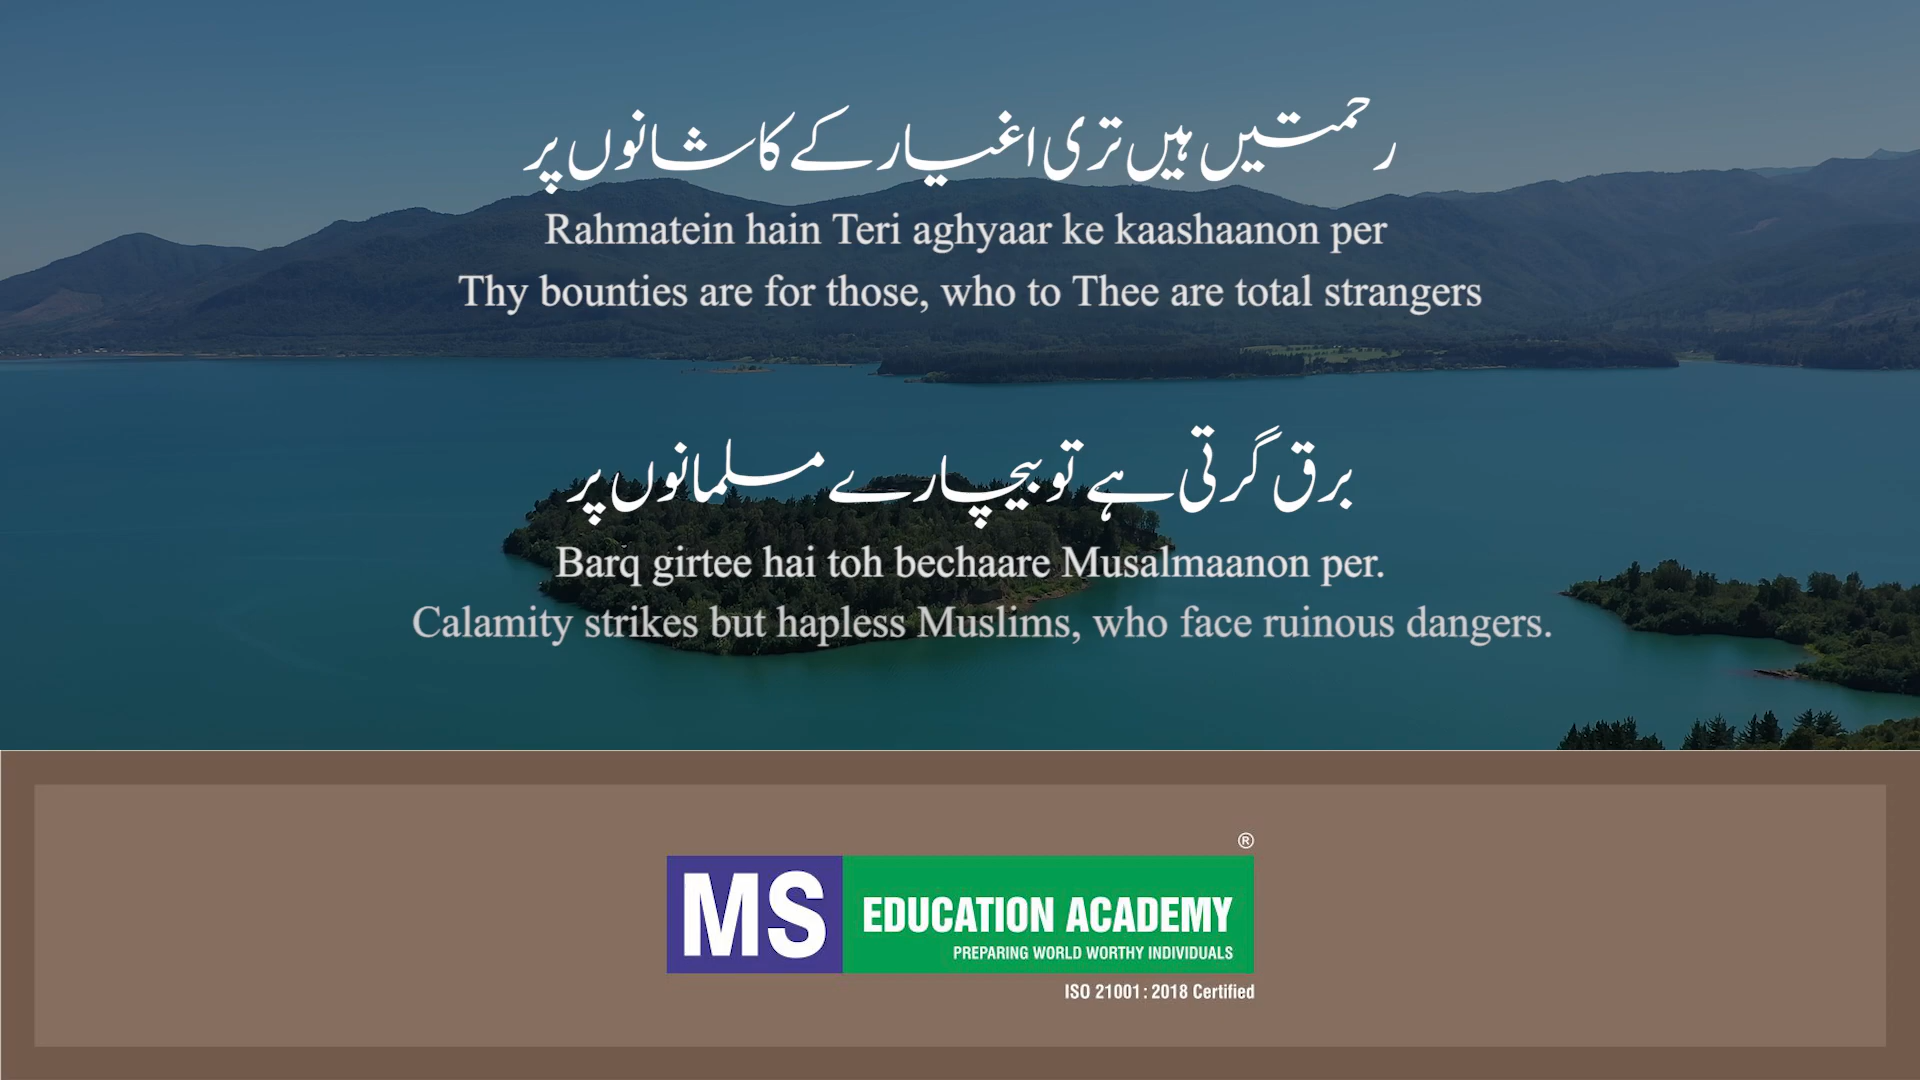 رحمتیں ہیں تری اغیار کے کاشانوں پر
Rahmatein hain Teri aghyaar ke kaashaanon per
Thy bounties are for those, who to Thee are total strangers
برق گرتی ہے تو بیچارے مسلمانوں پر
Barq girtee hai toh bechaare Musalmaanon per.
Calamity strikes but hapless Muslims, who face ruinous dangers.
®
MS EDUCATION ACADEMY
PREPARING WORLD WORTHY INDIVIDUALS
ISO 21001 : 2018 Certified